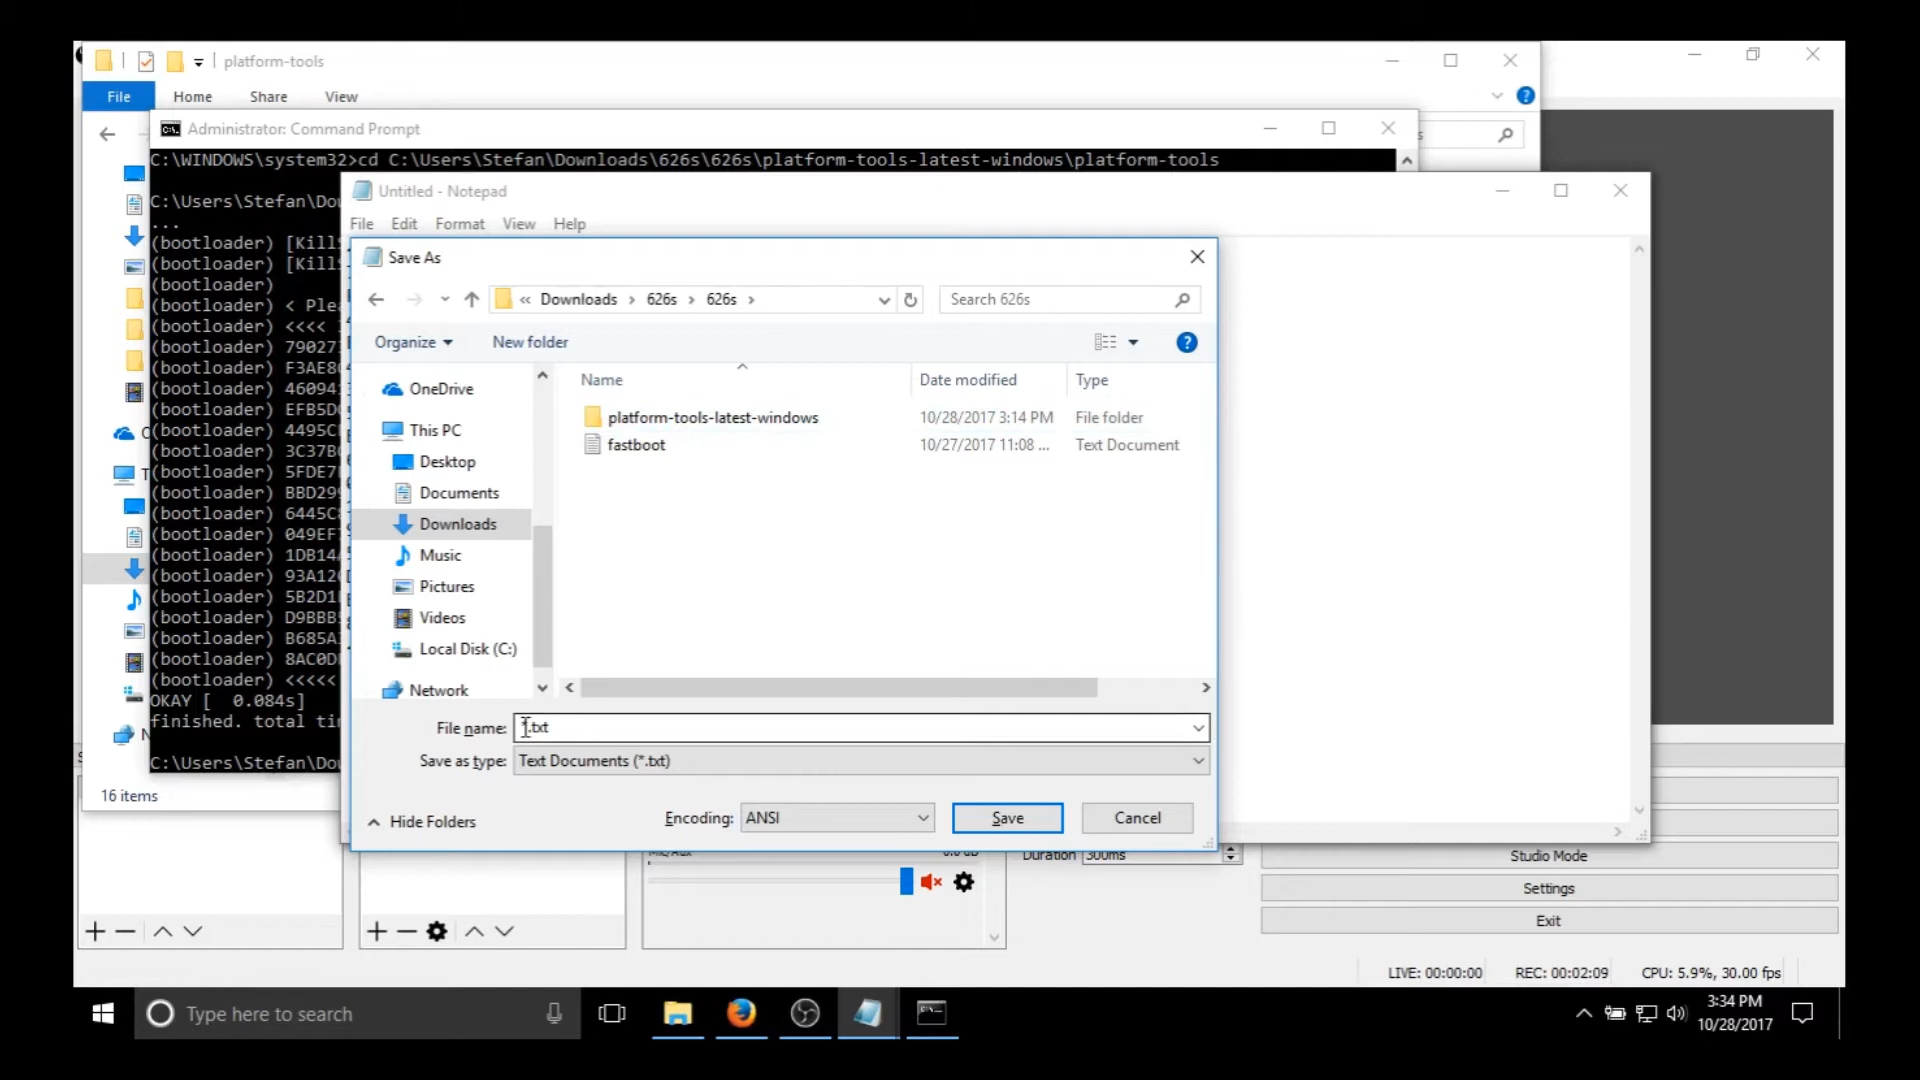 platform-tools
File Home Share View
Administrator: Command Prompt
C:\WINDOWS\system32>cd C:\Users\Stefan\Downloads\626s\626s\platform-tools-latest-windows\platform-tools
Untitled - Notepad
C:\Users\Stefan\Dow
...
File Edit Format View Help
(bootloader) [Kill
(bootloader) [Kill
(bootloader)
(bootloader) < Plea
(bootloader) <<<<
(bootloader) 79027
(bootloader) F3AE8
(bootloader) 46094
(bootloader) EFB5D
(bootloader) 4495C
(bootloader) 3C37B
(bootloader) 5FDE7
(bootloader) BBD29
(bootloader) 6445C
(bootloader) 049EF
(bootloader) 1DB14
(bootloader) 93A12
(bootloader) 5B2D1
(bootloader) D9BBB
(bootloader) B685A
(bootloader) 8AC0D
(bootloader) <<<<<
OKAY [ 0.084s]
finished. total ti
C:\Users\Stefan\Dow
Save As
« Downloads > 626s > 626s >
Search 626s
Organize New folder
Name Date modified Type
platform-tools-latest-windows 10/28/2017 3:14 PM File folder
fastboot 10/27/2017 11:08 ... Text Document
OneDrive
This PC
Desktop
Documents
Downloads
Music
Pictures
Videos
Local Disk (C:)
Network
File name: *.txt
Save as type: Text Documents (*.txt)
Hide Folders
Encoding: ANSI
Save Cancel
16 items
Duration 300ms
Studio Mode
Settings
Exit
LIVE: 00:00:00 REC: 00:02:09 CPU: 5.9%, 30.00 fps
Type here to search
3:34 PM
10/28/2017